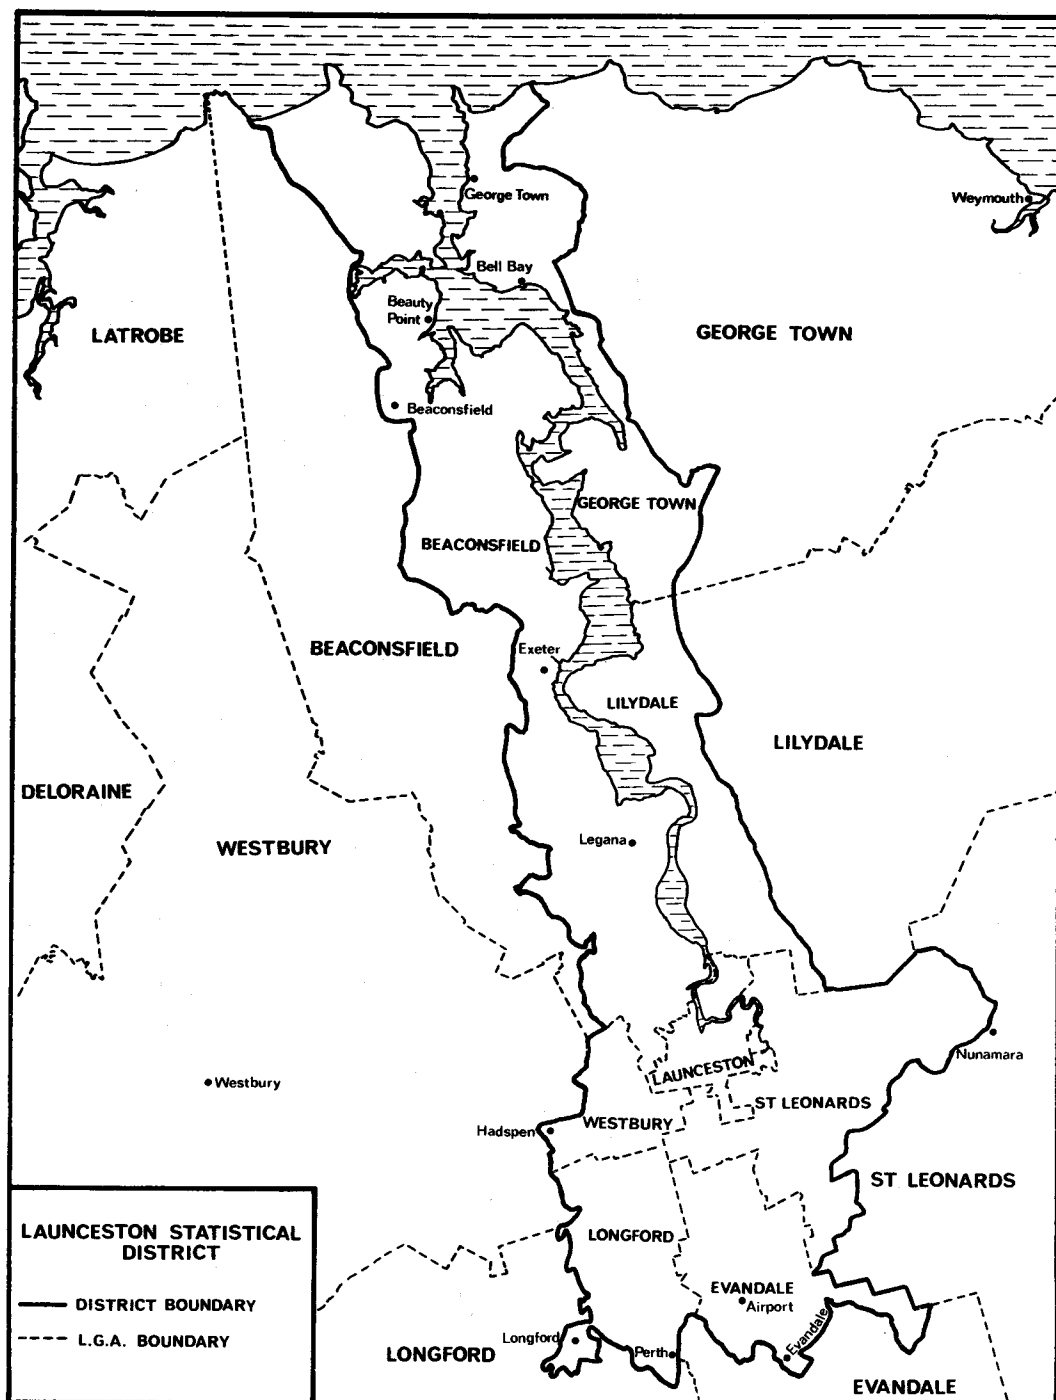 George Town
Weymouth
Bell Bay
Beauty
Point
LATROBE
GEORGE TOWN
Beaconsfield
GEORGE TOWN
BEACONSFIELD
BEACONSFIELD
Exeter
LILYDALE
LILYDALE
DELORAINE
Legana
WESTBURY
Nunamara
LAUNCESTON
Westbury
ST LEONARDS
WESTBURY
Hadspen
ST LEONARDS
LAUNCESTON STATISTICAL
DISTRICT
LONGFORD
EVANDALE
Airport
DISTRICT BOUNDARY
L.G.A. BOUNDARY
Longford
Perth
Evandale
LONGFORD
EVANDALE